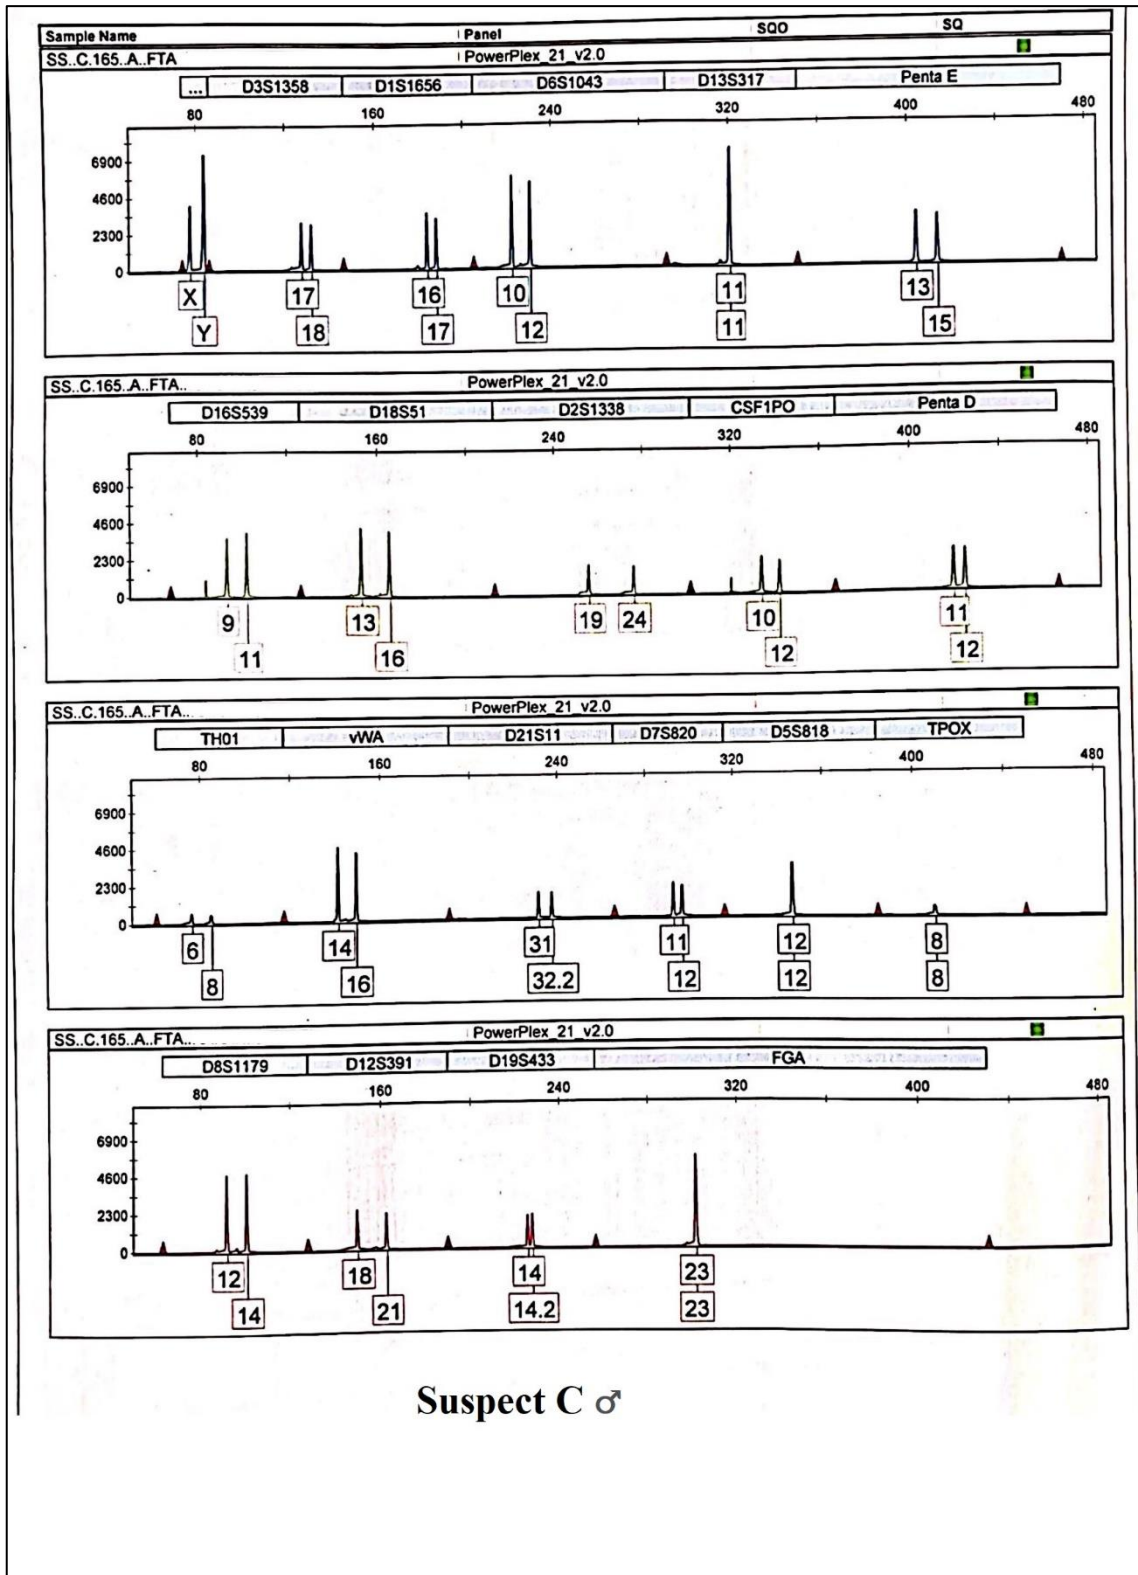 Sample Name Panel SQO SQ
SS..C.165..A..FTA PowerPlex_21_v2.0
... D3S1358 D1S1656 D6S1043 D13S317 Penta E
80 160 240 320 400 480
6900
4600
2300
0
X 17 16 10 11 13
Y 18 17 12 11 15
SS..C.165..A..FTA.. PowerPlex_21_v2.0
D16S539 D18S51 D2S1338 CSF1PO Penta D
80 160 240 320 400 480
6900
4600
2300
0
9 13 19 24 10 11
11 16 12 12
SS..C.165..A..FTA... PowerPlex_21_v2.0
TH01 vWA D21S11 D7S820 D5S818 TPOX
80 160 240 320 400 480
6900
4600
2300
0
6 14 31 11 12 8
8 16 32.2 12 12 8
SS..C.165..A..FTA... PowerPlex_21_v2.0
D8S1179 D12S391 D19S433 FGA
80 160 240 320 400 480
6900
4600
2300
0
12 18 14 23
14 21 14.2 23
Suspect C ♂